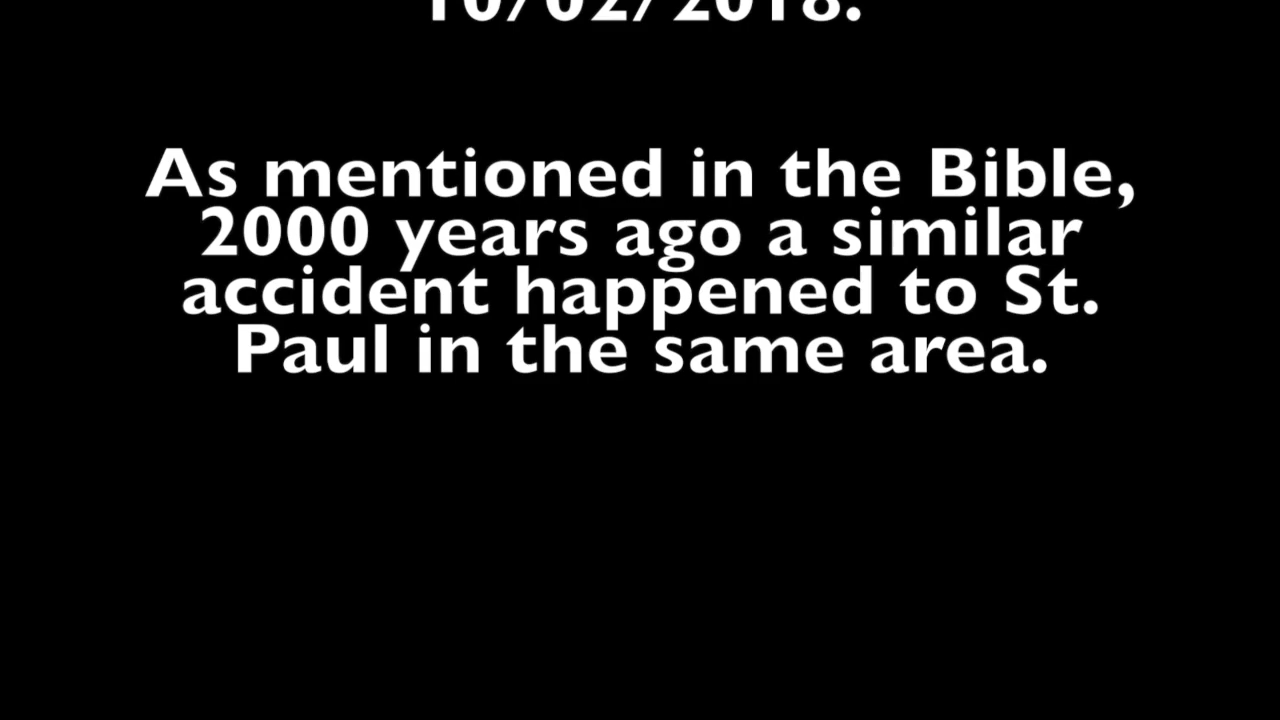 10/02/2018.
As mentioned in the Bible,
2000 years ago a similar
accident happened to St.
Paul in the same area.